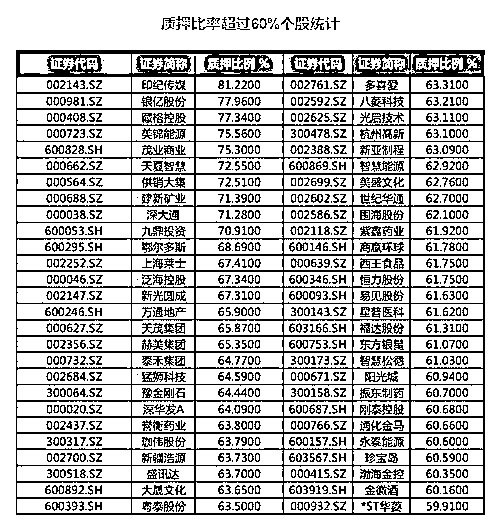 质押比率超过60%个股统计
证券代码 证券简称 质押比例 % 证券代码 证券简称 质押比例 %
002143.SZ 印纪传媒 81.2200 002761.SZ 多喜爱 63.3100
000981.SZ 银亿股份 77.9600 002592.SZ 八菱科技 63.2100
000408.SZ 藏格控股 77.3400 002625.SZ 光启技术 63.1100
000723.SZ 美锦能源 75.5600 300478.SZ 杭州高新 63.1000
600828.SH 茂业商业 75.3000 002388.SZ 新亚制程 63.0900
000662.SZ 天夏智慧 72.5500 600869.SH 智慧能源 62.9200
000564.SZ 供销大集 72.5100 002699.SZ 美盛文化 62.7600
000688.SZ 建新矿业 71.3900 002602.SZ 世纪华通 62.7000
000038.SZ 深大通 71.2800 002586.SZ 围海股份 62.1000
600053.SH 九鼎投资 70.9100 002118.SZ 紫鑫药业 61.9200
600295.SH 鄂尔多斯 68.6900 600146.SH 商赢环球 61.7800
002252.SZ 上海莱士 67.4100 000639.SZ 西王食品 61.7500
000046.SZ 泛海控股 67.3400 600346.SH 恒力股份 61.7500
002147.SZ 新光圆成 67.3100 600093.SH 易见股份 61.6300
600246.SH 万通地产 65.9000 300143.SZ 星普医科 61.6200
000627.SZ 天茂集团 65.8700 603166.SH 福达股份 61.3100
002356.SZ 赫美集团 65.3500 600753.SH 东方银星 61.0700
000732.SZ 泰禾集团 64.7700 300173.SZ 智慧松德 61.0300
002684.SZ 猛狮科技 64.5900 000671.SZ 阳光城 60.9400
300064.SZ 豫金刚石 64.4400 300158.SZ 振东制药 60.7000
000020.SZ 深华发A 64.0900 600687.SH 刚泰控股 60.6800
002437.SZ 誉衡药业 63.8000 000766.SZ 通化金马 60.6600
300317.SZ 珈伟股份 63.7900 600157.SH 永泰能源 60.6000
002700.SZ 新疆浩源 63.7300 603567.SH 珍宝岛 60.5900
300518.SZ 盛讯达 63.7000 000415.SZ 渤海金控 60.3500
600892.SH 大晟文化 63.6500 603919.SH 金徽酒 60.1600
600393.SH 粤泰股份 63.5000 000932.SZ *ST华菱 59.9100